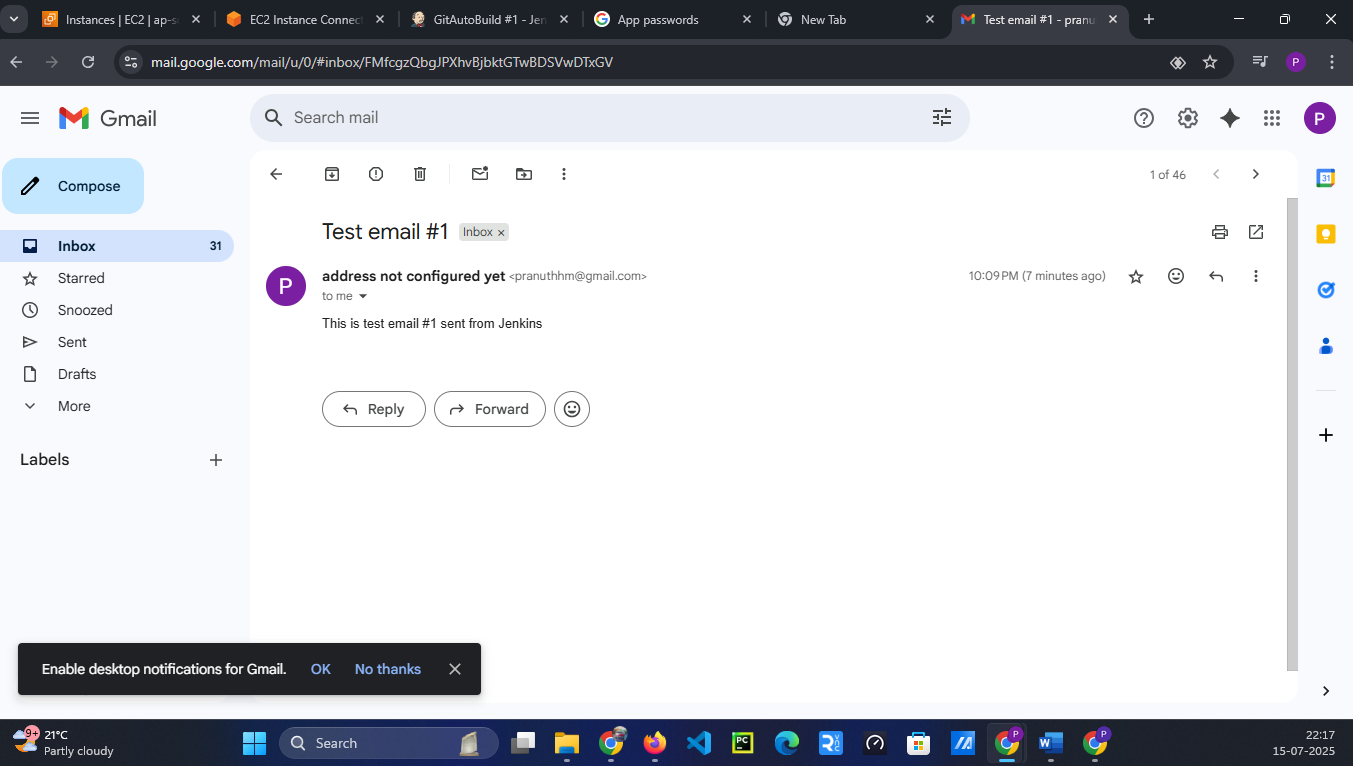 Instances | EC2 | ap-s
EC2 Instance Connect
GitAutoBuild #1 - Jen
App passwords
New Tab
Test email #1 - pranu
mail.google.com/mail/u/0/#inbox/FMfcgzQbgJPXhvBjbktGTwBDSVwDTxGV
P
Gmail
Search mail
P
Compose
1 of 46
31
Test email #1
Inbox ×
Inbox
31
P
address not configured yet <pranuthhm@gmail.com>
10:09 PM (7 minutes ago)
to me
Starred
Snoozed
This is test email #1 sent from Jenkins
Sent
Drafts
More
Reply
Forward
Labels
Enable desktop notifications for Gmail.
OK
No thanks
9+
21°C
Partly cloudy
Search
PC
P
W
P
22:17
15-07-2025